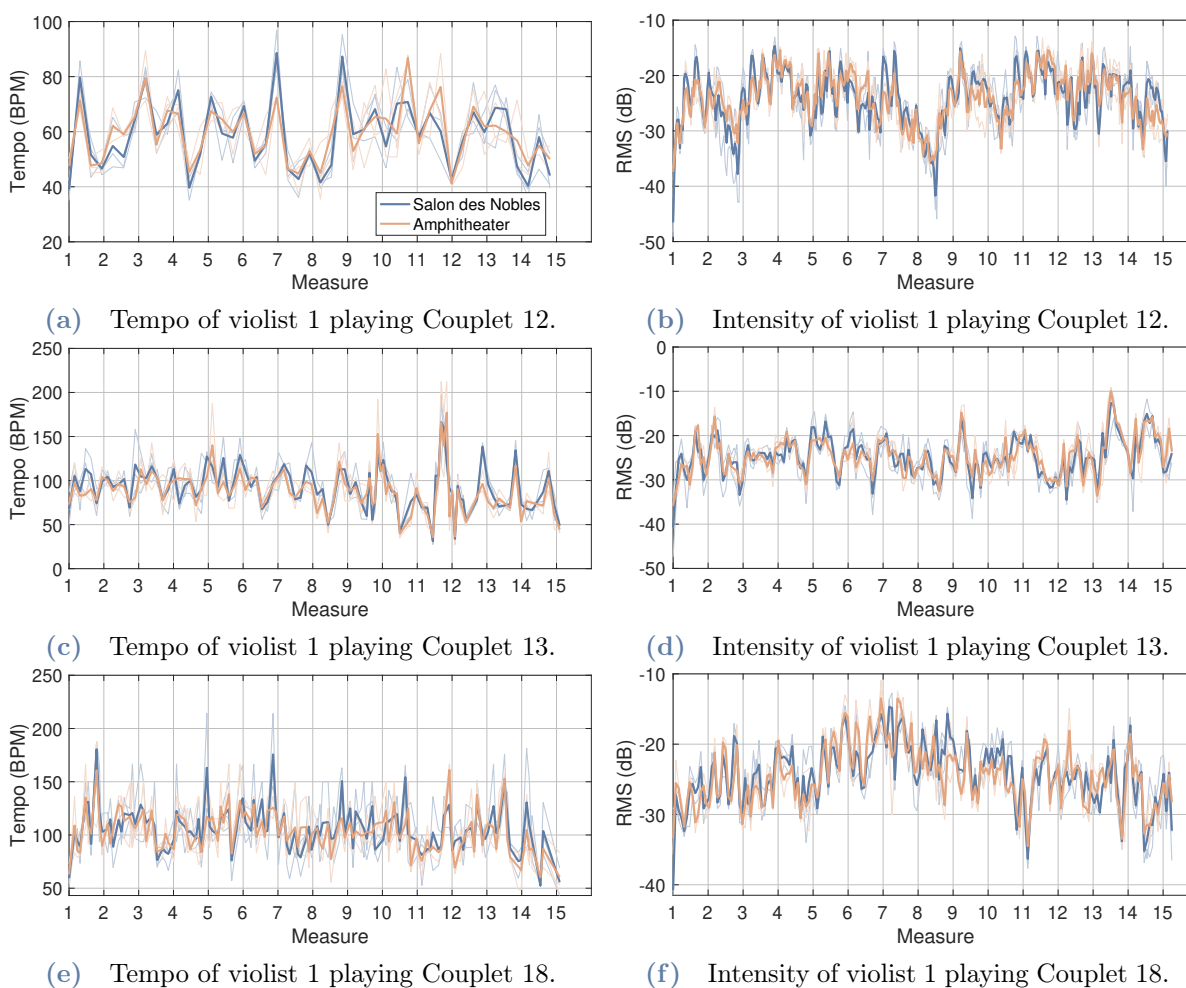 100
80
60
40
20
Tempo (BPM)
1 2 3 4 5 6 7 8 9 10 11 12 13 14 15
Measure
Salon des Nobles
Amphitheater
(a) Tempo of violist 1 playing Couplet 12.
-10
-20
-30
-40
-50
RMS (dB)
1 2 3 4 5 6 7 8 9 10 11 12 13 14 15
Measure
(b) Intensity of violist 1 playing Couplet 12.
250
200
150
100
50
0
Tempo (BPM)
1 2 3 4 5 6 7 8 9 10 11 12 13 14 15
Measure
(c) Tempo of violist 1 playing Couplet 13.
0
-10
-20
-30
-40
-50
RMS (dB)
1 2 3 4 5 6 7 8 9 10 11 12 13 14 15
Measure
(d) Intensity of violist 1 playing Couplet 13.
250
200
150
100
50
Tempo (BPM)
1 2 3 4 5 6 7 8 9 10 11 12 13 14 15
Measure
(e) Tempo of violist 1 playing Couplet 18.
-10
-20
-30
-40
RMS (dB)
1 2 3 4 5 6 7 8 9 10 11 12 13 14 15
Measure
(f) Intensity of violist 1 playing Couplet 18.